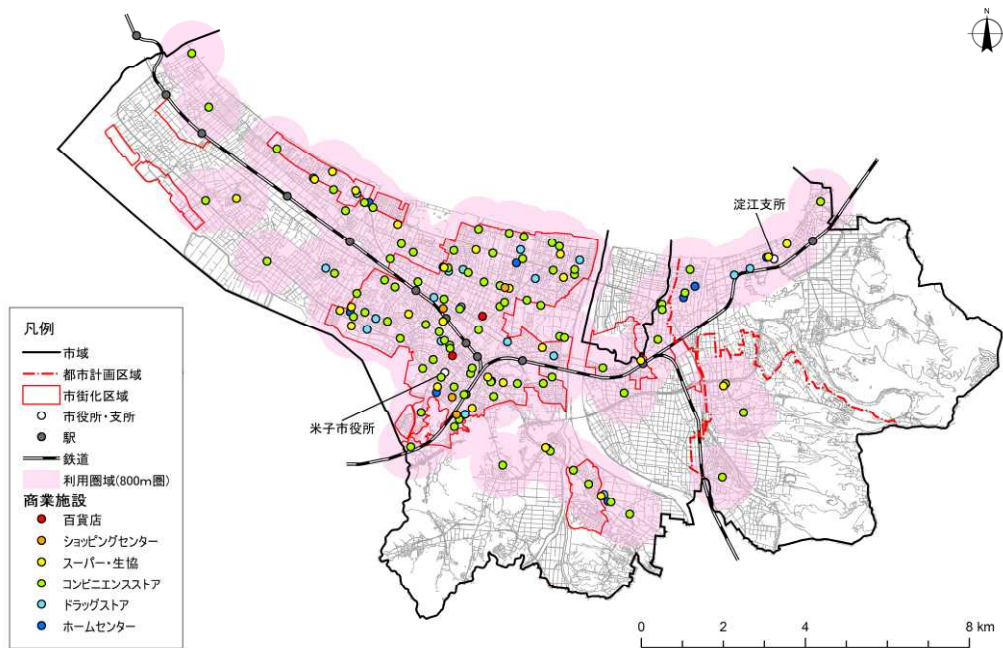 N
淀江支所
米子市役所
凡例
市域
都市計画区域
市街化区域
市役所・支所
駅
鉄道
利用圏域(800m圏)
商業施設
百貨店
ショッピングセンター
スーパー・生協
コンビニエンスストア
ドラッグストア
ホームセンター
0 2 4 8 km